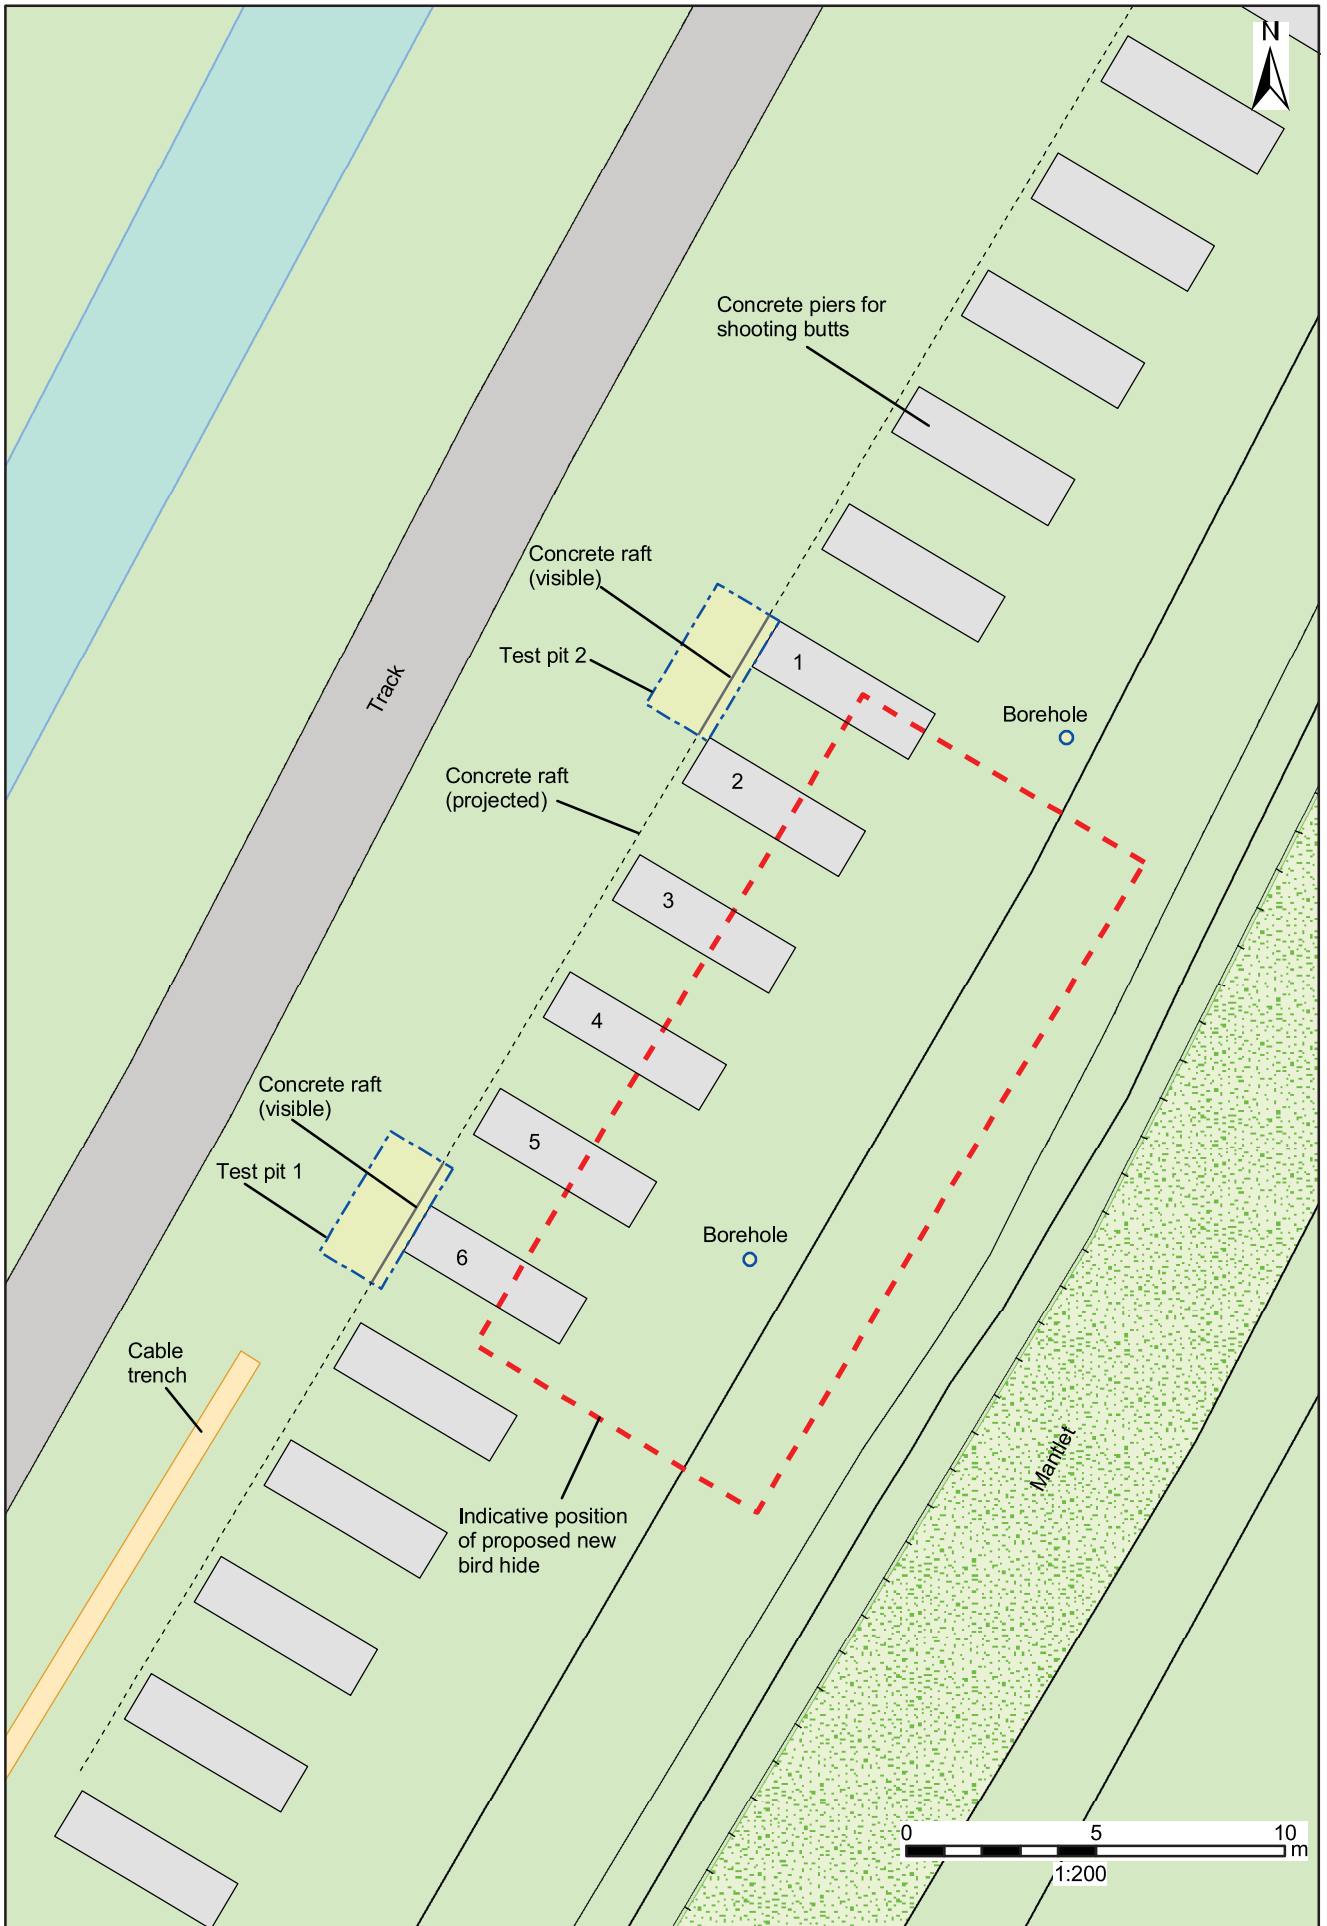 N
Concrete piers for
shooting butts
Concrete raft
(visible)
Test pit 2
1
Track
Borehole
Concrete raft
(projected)
2
3
4
Concrete raft
(visible)
5
Test pit 1
Borehole
6
Cable
trench
Mantlet
Indicative position
of proposed new
bird hide
0 5 10
m
1:200